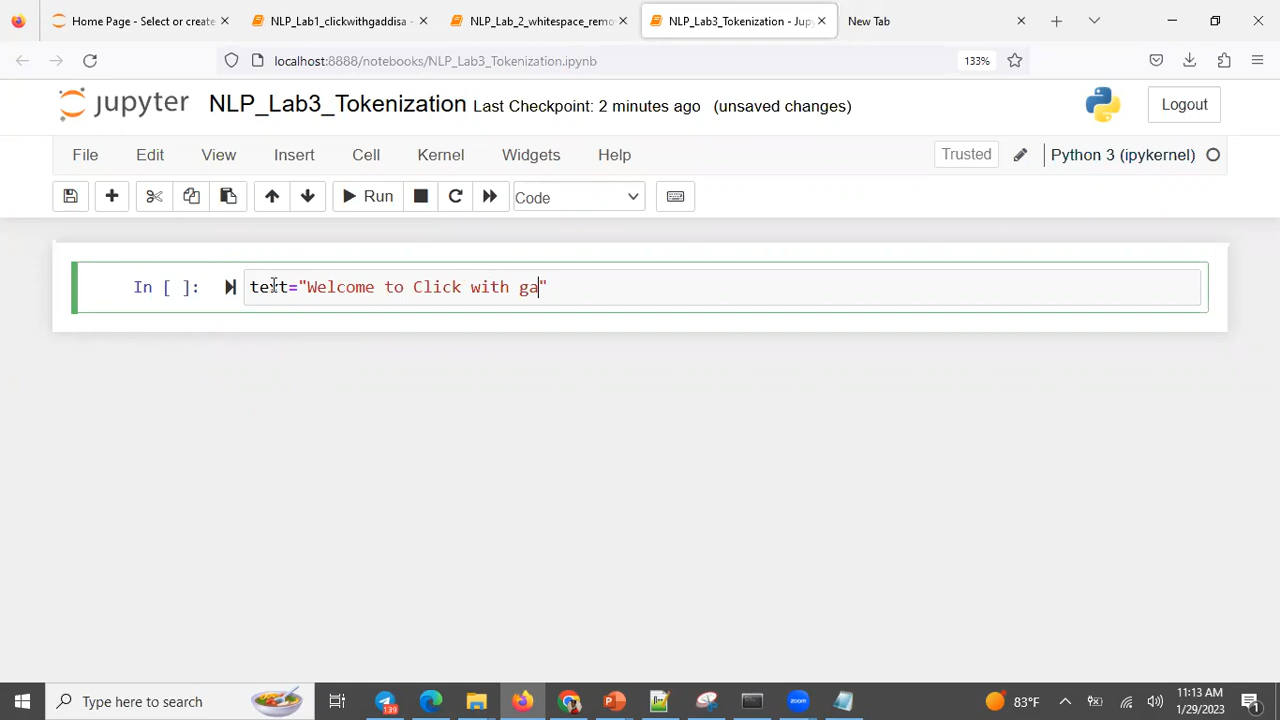 Home Page - Select or create
NLP_Lab1_clickwithgaddisa -
NLP_Lab_2_whitespace_remo
NLP_Lab3_Tokenization - Jup
New Tab
localhost:8888/notebooks/NLP_Lab3_Tokenization.ipynb
133%
jupyter
NLP_Lab3_Tokenization
Last Checkpoint: 2 minutes ago
(unsaved changes)
Logout
File
Edit
View
Insert
Cell
Kernel
Widgets
Help
Trusted
Python 3 (ipykernel)
Run
Code
In [ ]:
text="Welcome to Click with ga"
Type here to search
139
83°F
11:13 AM
1/29/2023
1